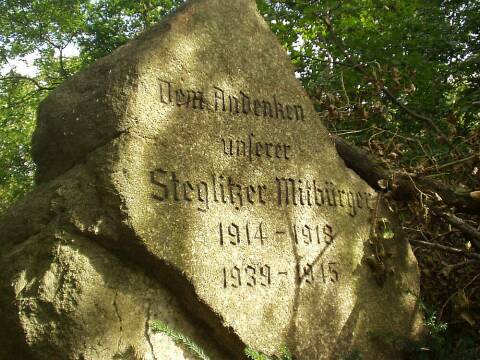 Dem Andenken
unserer
Steglitzer Mitbürger
1914 - 1918
1939 - 1945